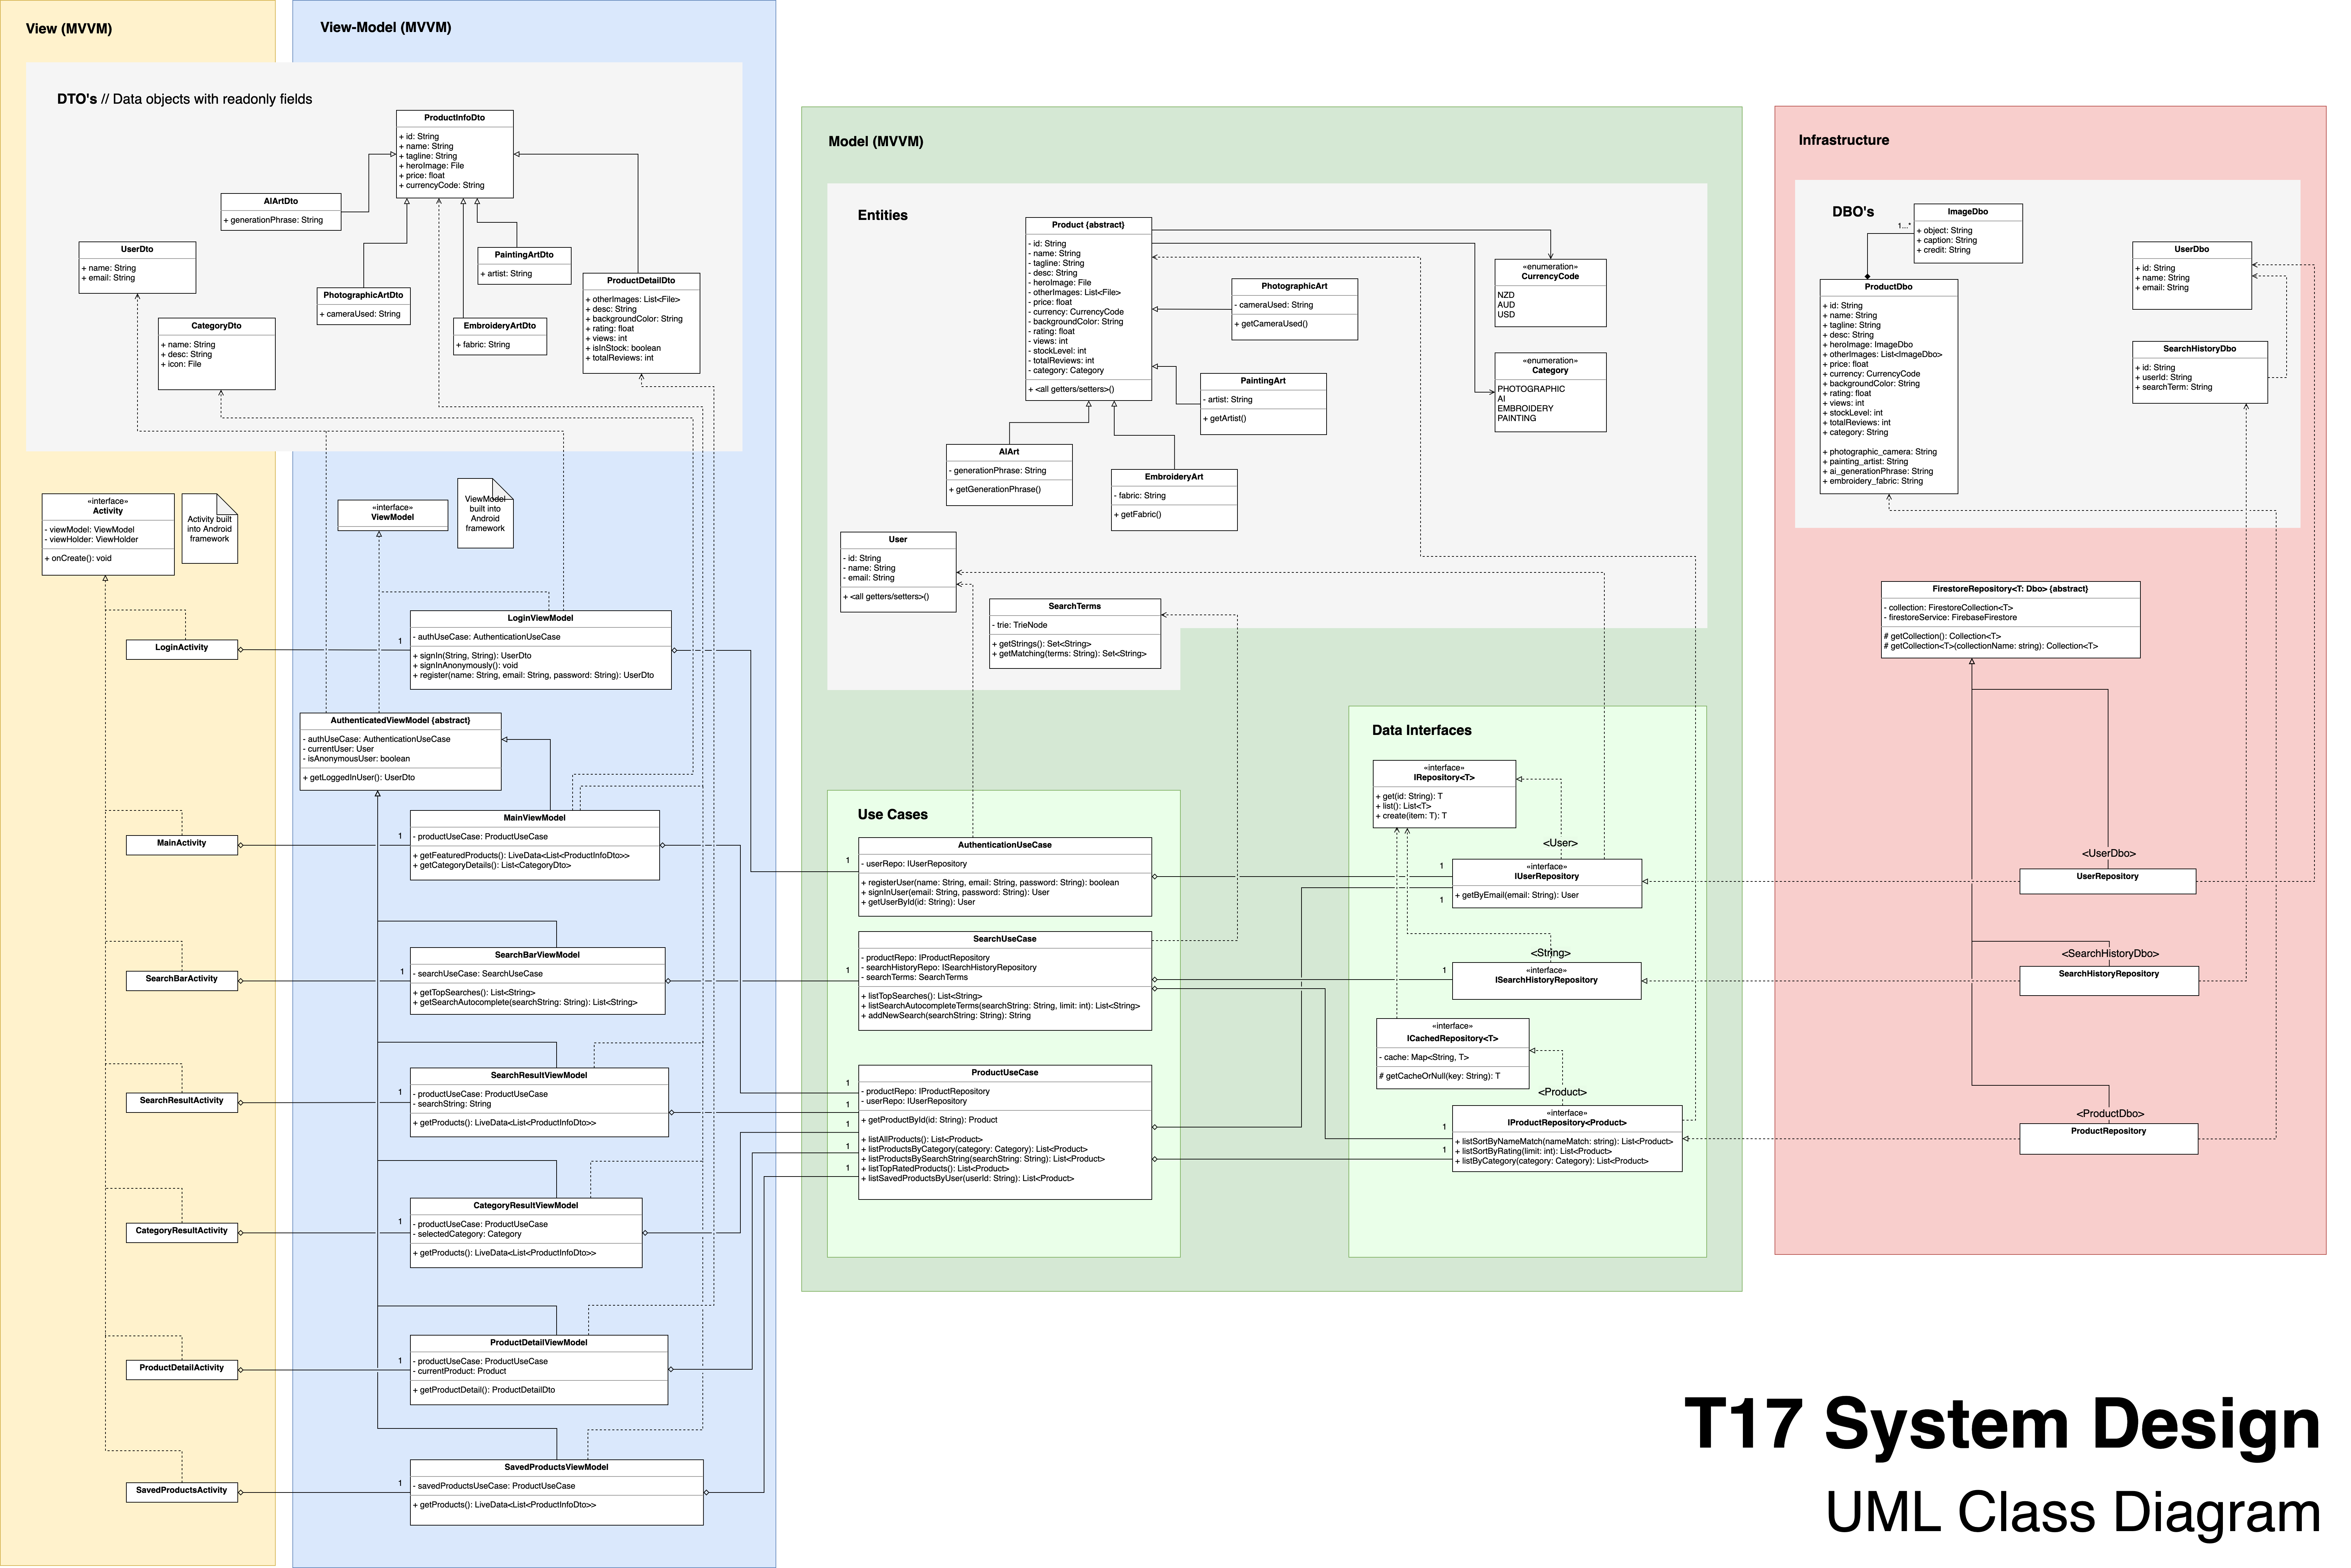 View (MVVM)
View-Model (MVVM)
DTO's // Data objects with readonly fields
ProductInfoDto
+ id: String
+ name: String
+ tagline: String
+ heroImage: File
+ price: float
+ currencyCode: String
AIArtDto
+ generationPhrase: String
UserDto
+ name: String
+ email: String
PaintingArtDto
+ artist: String
PhotographicArtDto
+ cameraUsed: String
ProductDetailDto
+ otherImages: List<File>
+ desc: String
+ backgroundColor: String
+ rating: float
+ views: int
+ isInStock: boolean
+ totalReviews: int
CategoryDto
+ name: String
+ desc: String
+ icon: File
EmbroideryArtDto
+ fabric: String
«interface»
Activity
- viewModel: ViewModel
- viewHolder: ViewHolder
+ onCreate(): void
Activity built
into Android
framework
«interface»
ViewModel
ViewModel
built into
Android
framework
LoginActivity
1
LoginViewModel
- authUseCase: AuthenticationUseCase
+ signIn(String, String): UserDto
+ signInAnonymously(): void
+ register(name: String, email: String, password: String): UserDto
AuthenticatedViewModel {abstract}
- authUseCase: AuthenticationUseCase
- currentUser: User
- isAnonymousUser: boolean
+ getLoggedInUser(): UserDto
MainActivity
1
MainViewModel
- productUseCase: ProductUseCase
+ getFeaturedProducts(): LiveData<List<ProductInfoDto>>
+ getCategoryDetails(): List<CategoryDto>
SearchBarActivity
1
SearchBarViewModel
- searchUseCase: SearchUseCase
+ getTopSearches(): List<String>
+ getSearchAutocomplete(searchString: String): List<String>
SearchResultActivity
1
SearchResultViewModel
- productUseCase: ProductUseCase
- searchString: String
+ getProducts(): LiveData<List<ProductInfoDto>>
CategoryResultActivity
1
CategoryResultViewModel
- productUseCase: ProductUseCase
- selectedCategory: Category
+ getProducts(): LiveData<List<ProductInfoDto>>
ProductDetailActivity
1
ProductDetailViewModel
- productUseCase: ProductUseCase
- currentProduct: Product
+ getProductDetail(): ProductDetailDto
SavedProductsActivity
1
SavedProductsViewModel
- savedProductsUseCase: ProductUseCase
+ getProducts(): LiveData<List<ProductInfoDto>>
Model (MVVM)
Entities
Product {abstract}
- id: String
- name: String
- tagline: String
- desc: String
- heroImage: File
- otherImages: List<File>
- price: float
- currency: CurrencyCode
- backgroundColor: String
- rating: float
- views: int
- stockLevel: int
- totalReviews: int
- category: Category
+ <all getters/setters>()
PhotographicArt
- cameraUsed: String
+ getCameraUsed()
«enumeration»
CurrencyCode
NZD
AUD
USD
«enumeration»
Category
PHOTOGRAPHIC
AI
EMBROIDERY
PAINTING
PaintingArt
- artist: String
+ getArtist()
AIArt
- generationPhrase: String
+ getGenerationPhrase()
EmbroideryArt
- fabric: String
+ getFabric()
User
- id: String
- name: String
- email: String
+ <all getters/setters>()
SearchTerms
- trie: TrieNode
+ getStrings(): Set<String>
+ getMatching(terms: String): Set<String>
Use Cases
1
AuthenticationUseCase
- userRepo: IUserRepository
+ registerUser(name: String, email: String, password: String): boolean
+ signInUser(email: String, password: String): User
+ getUserById(id: String): User
1
SearchUseCase
- productRepo: IProductRepository
- searchHistoryRepo: ISearchHistoryRepository
- searchTerms: SearchTerms
+ listTopSearches(): List<String>
+ listSearchAutocompleteTerms(searchString: String, limit: int): List<String>
+ addNewSearch(searchString: String): String
1
1
1
1
1
ProductUseCase
- productRepo: IProductRepository
- userRepo: IUserRepository
+ getProductById(id: String): Product
+ listAllProducts(): List<Product>
+ listProductsByCategory(category: Category): List<Product>
+ listProductsBySearchString(searchString: String): List<Product>
+ listTopRatedProducts(): List<Product>
+ listSavedProductsByUser(userId: String): List<Product>
Data Interfaces
«interface»
IRepository<T>
+ get(id: String): T
+ list(): List<T>
+ create(item: T): T
<User>
1
1
«interface»
IUserRepository
+ getByEmail(email: String): User
<String>
1
«interface»
ISearchHistoryRepository
«interface»
ICachedRepository<T>
- cache: Map<String, T>
# getCacheOrNull(key: String): T
<Product>
1
1
«interface»
IProductRepository<Product>
+ listSortByNameMatch(nameMatch: string): List<Product>
+ listSortByRating(limit: int): List<Product>
+ listByCategory(category: Category): List<Product>
Infrastructure
DBO's
1...*
ImageDbo
+ object: String
+ caption: String
+ credit: String
UserDbo
+ id: String
+ name: String
+ email: String
ProductDbo
+ id: String
+ name: String
+ tagline: String
+ desc: String
+ heroImage: ImageDbo
+ otherImages: List<ImageDbo>
+ price: float
+ currency: CurrencyCode
+ backgroundColor: String
+ rating: float
+ views: int
+ stockLevel: int
+ totalReviews: int
+ category: String
+ photographic_camera: String
+ painting_artist: String
+ ai_generationPhrase: String
+ embroidery_fabric: String
SearchHistoryDbo
+ id: String
+ userId: String
+ searchTerm: String
FirestoreRepository<T: Dbo> {abstract}
- collection: FirestoreCollection<T>
- firestoreService: FirebaseFirestore
# getCollection(): Collection<T>
# getCollection<T>(collectionName: string): Collection<T>
<UserDbo>
UserRepository
<SearchHistoryDbo>
SearchHistoryRepository
<ProductDbo>
ProductRepository
T17 System Design
UML Class Diagram